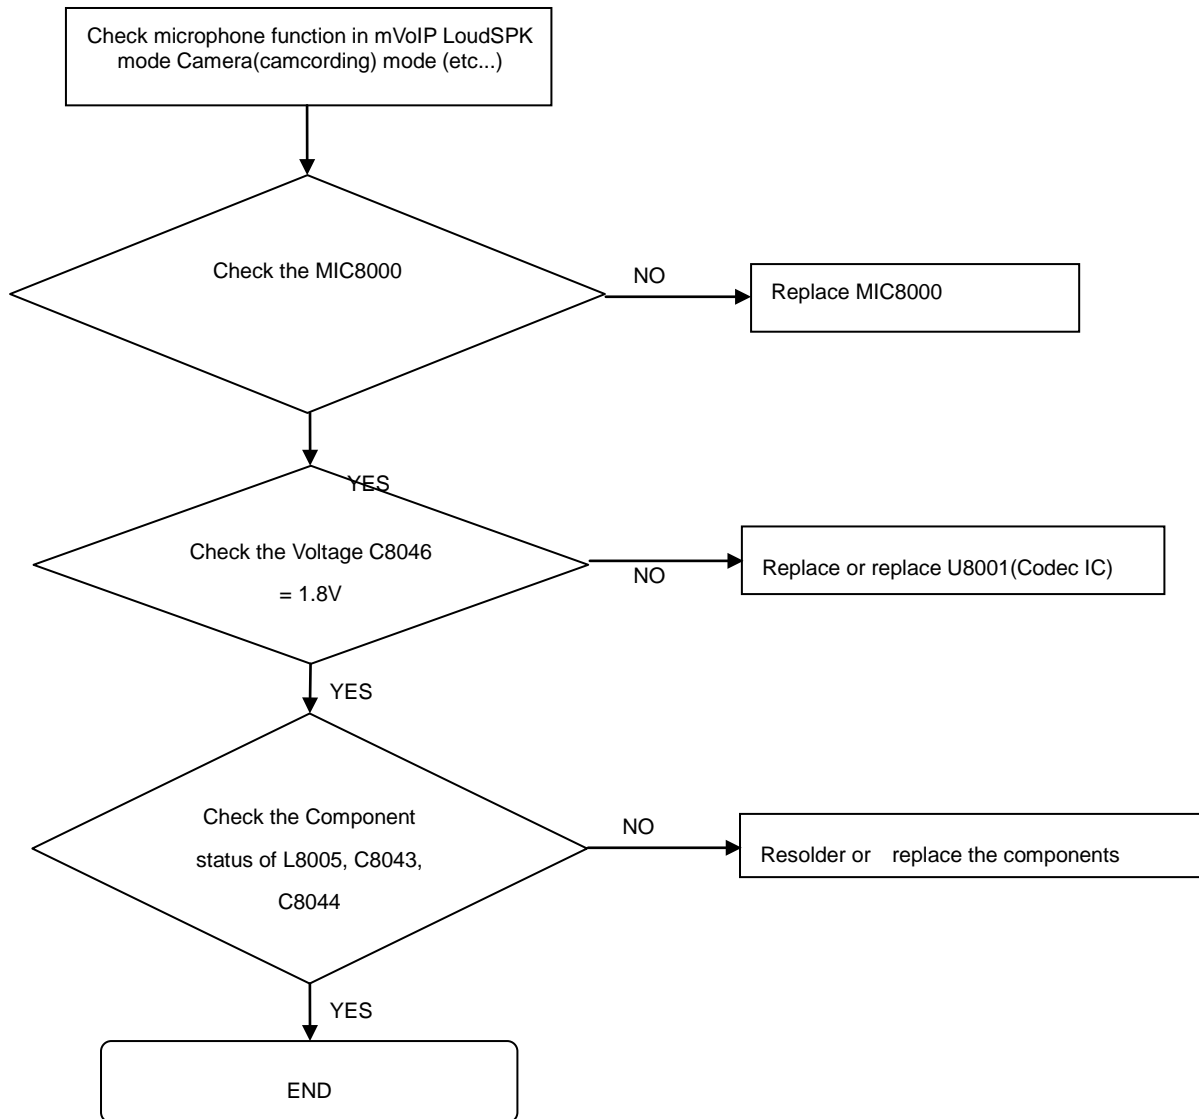 Check microphone function in mVoIP LoudSPK
mode Camera(camcording) mode (etc...)
Check the MIC8000
NO
Replace MIC8000
YES
Check the Voltage C8046
= 1.8V
NO
Replace or replace U8001(Codec IC)
YES
Check the Component
status of L8005, C8043,
C8044
NO
Resolder or replace the components
YES
END